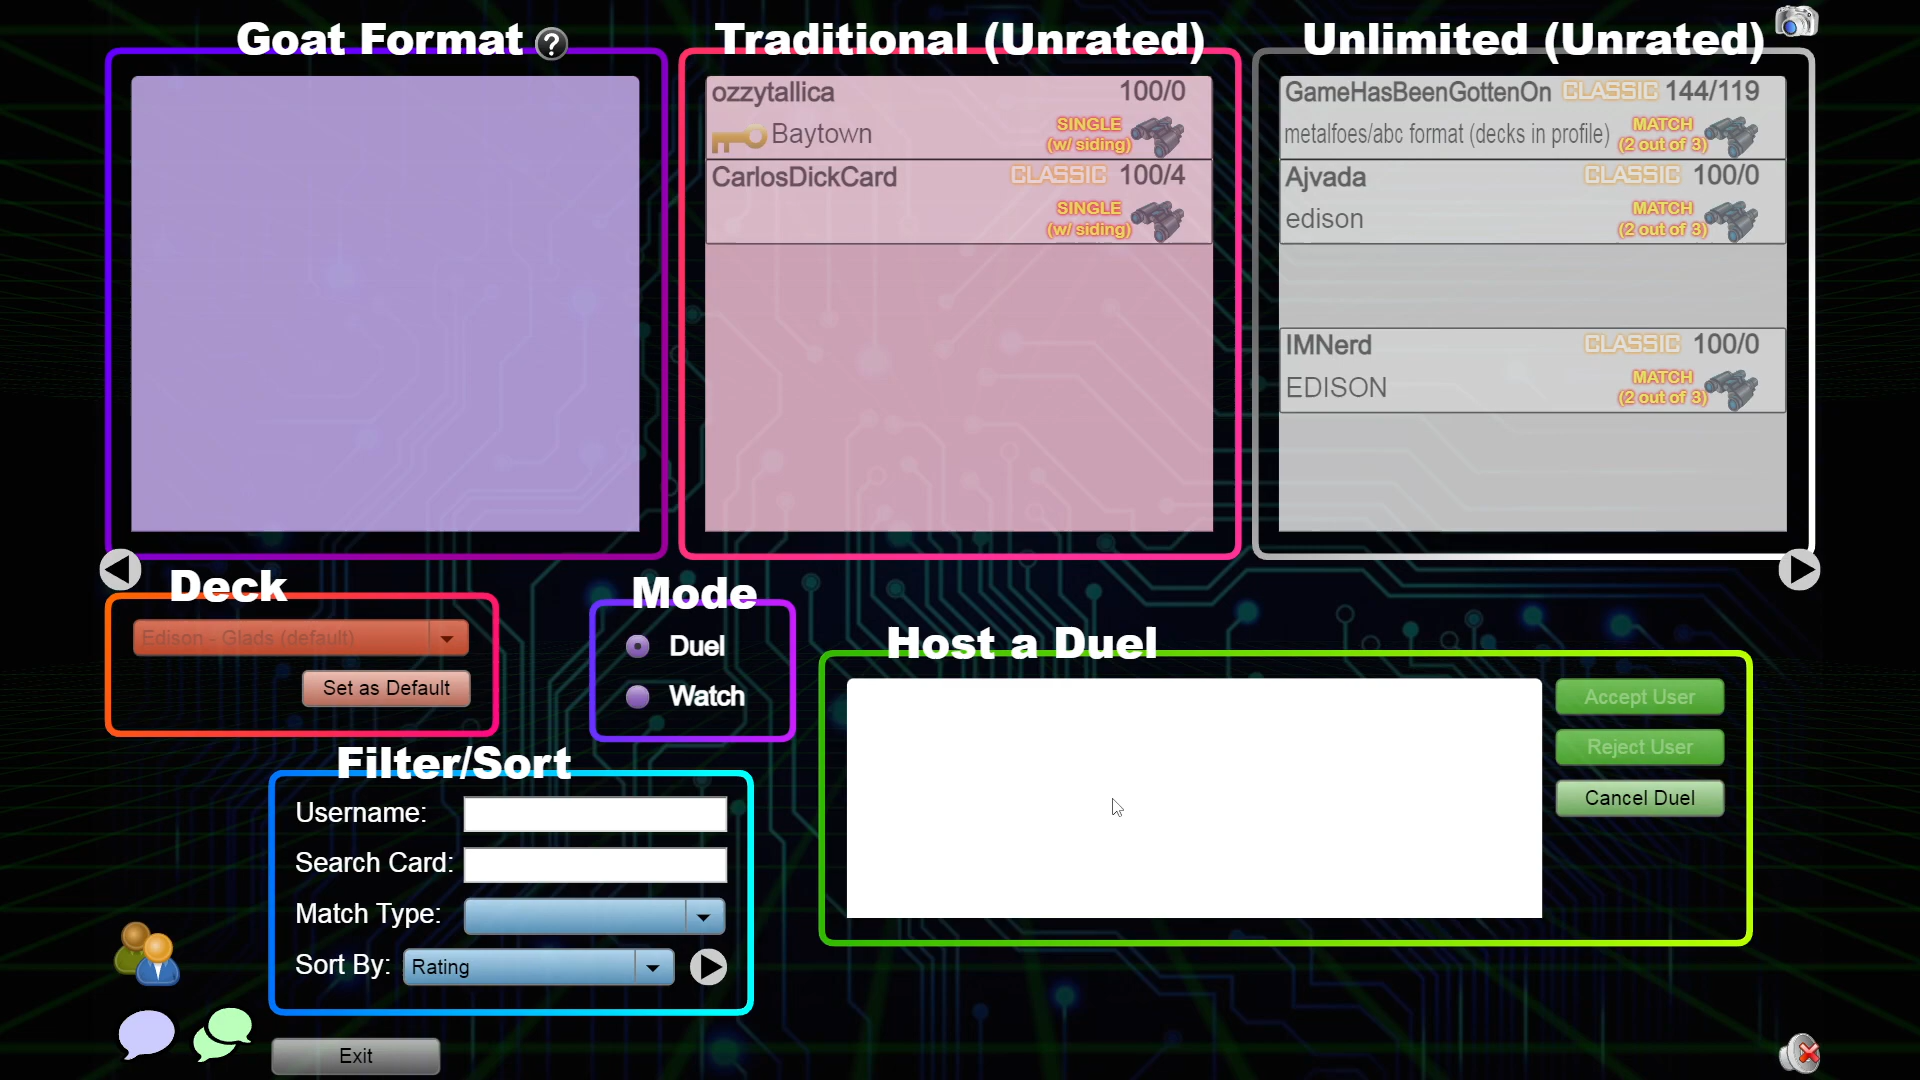 Goat Format ?
Traditional (Unrated)
Unlimited (Unrated)
ozzytallica 100/0
Baytown SINGLE
(w/ siding)
CarlosDickCard CLASSIC 100/4
SINGLE
(w/ siding)
GameHasBeenGottenOn CLASSIC 144/119
metalfoes/abc format (decks in profile) MATCH
(2 out of 3)
Ajvada CLASSIC 100/0
edison MATCH
(2 out of 3)
IMNerd CLASSIC 100/0
EDISON MATCH
(2 out of 3)
Deck
Edison - Glads (default)
Set as Default
Mode
Duel
Watch
Host a Duel
Accept User
Reject User
Cancel Duel
Filter/Sort
Username:
Search Card:
Match Type:
Sort By: Rating
Exit